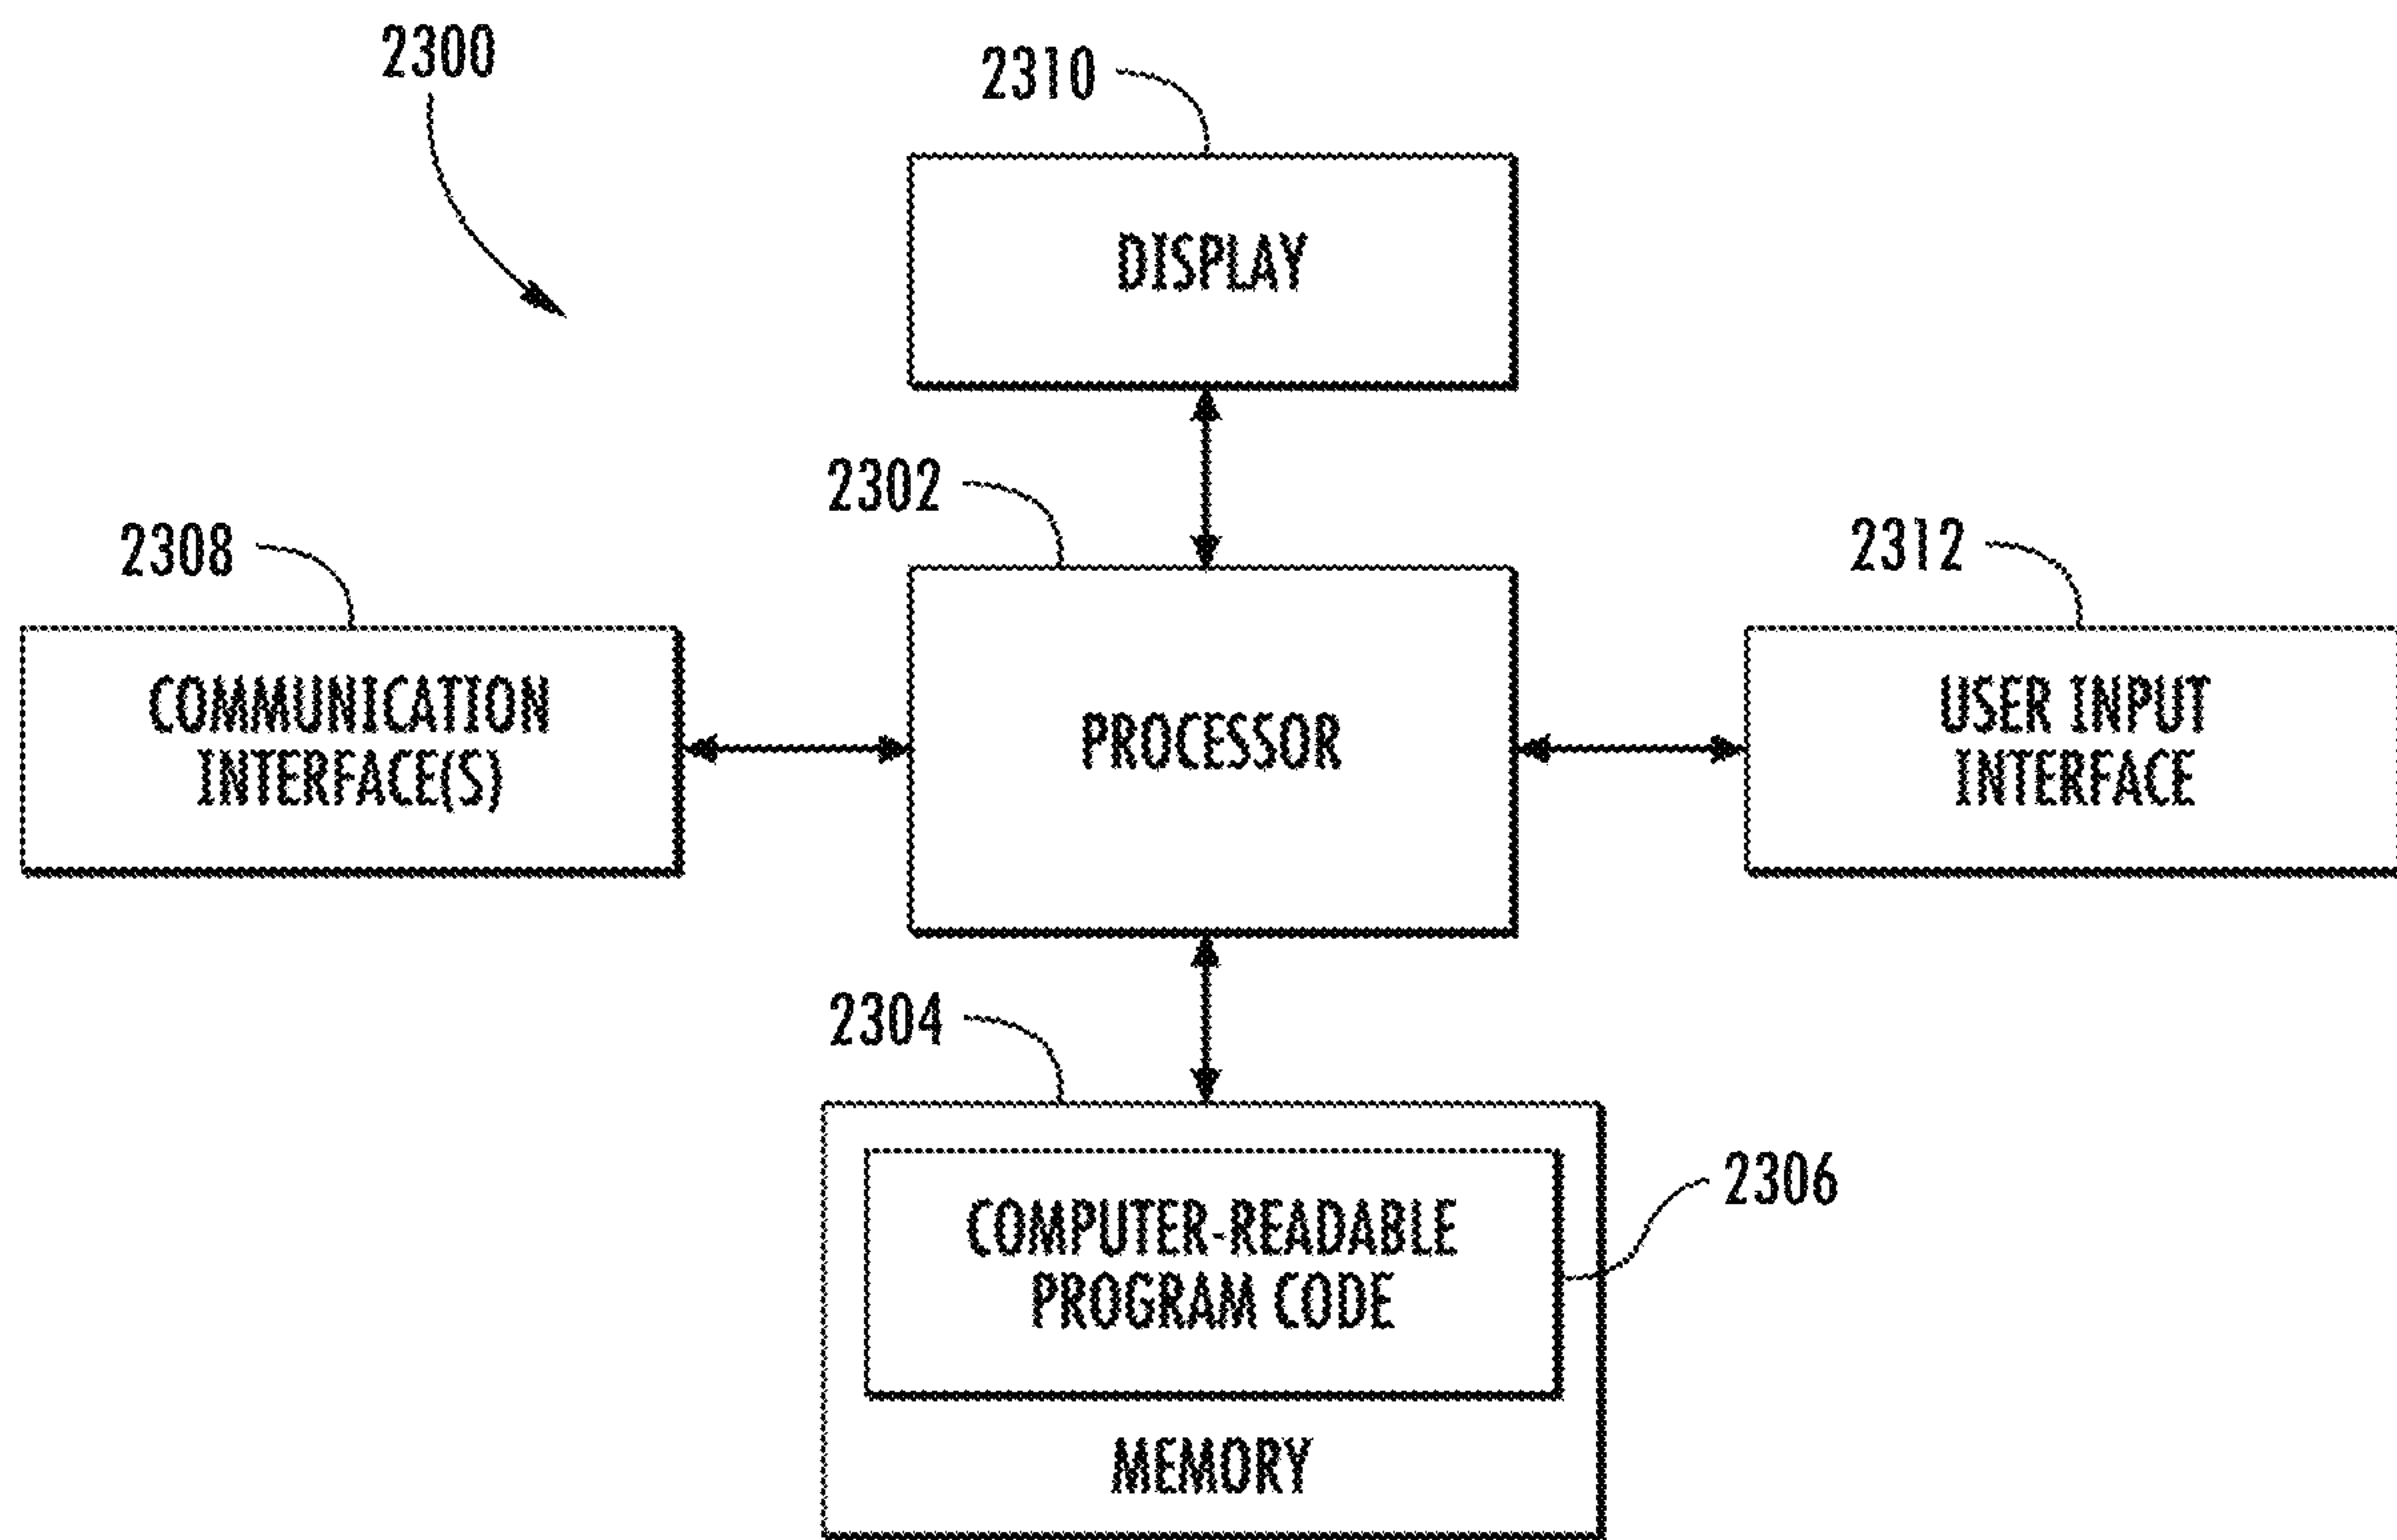 2300
2310
DISPLAY
2302
2308
2312
COMMUNICATION
INTERFACE(S)
PROCESSOR
USER INPUT
INTERFACE
2304
2306
COMPUTER-READABLE
PROGRAM CODE
MEMORY